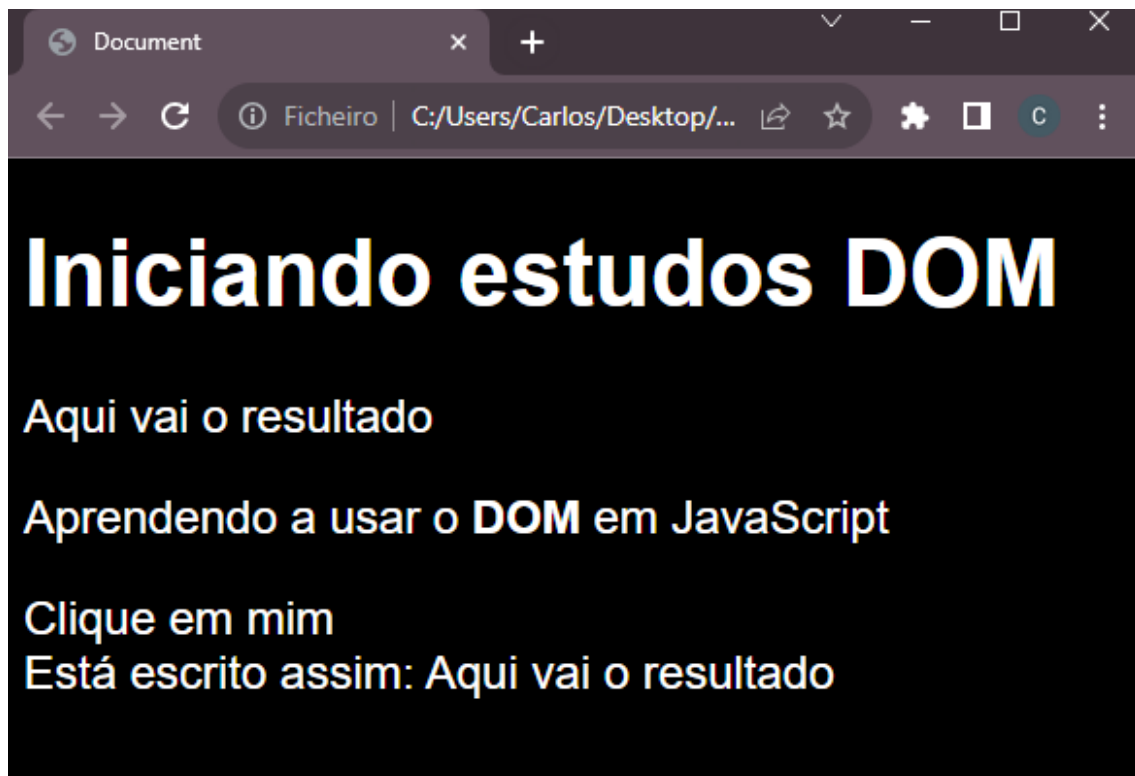 Document
Ficheiro | C:/Users/Carlos/Desktop/...
C
Iniciando estudos DOM
Aqui vai o resultado
Aprendendo a usar o DOM em JavaScript
Clique em mim
Está escrito assim: Aqui vai o resultado